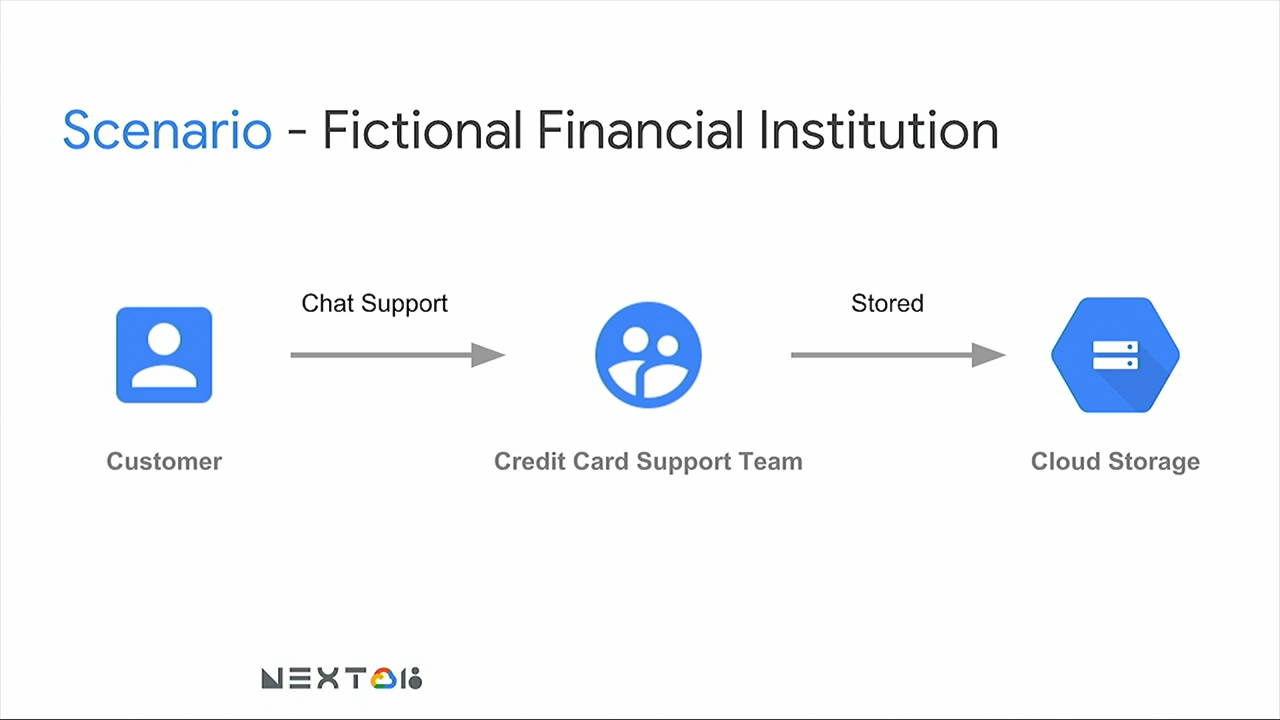 Scenario - Fictional Financial Institution
Chat Support
Stored
Customer
Credit Card Support Team
Cloud Storage
NEXT 18